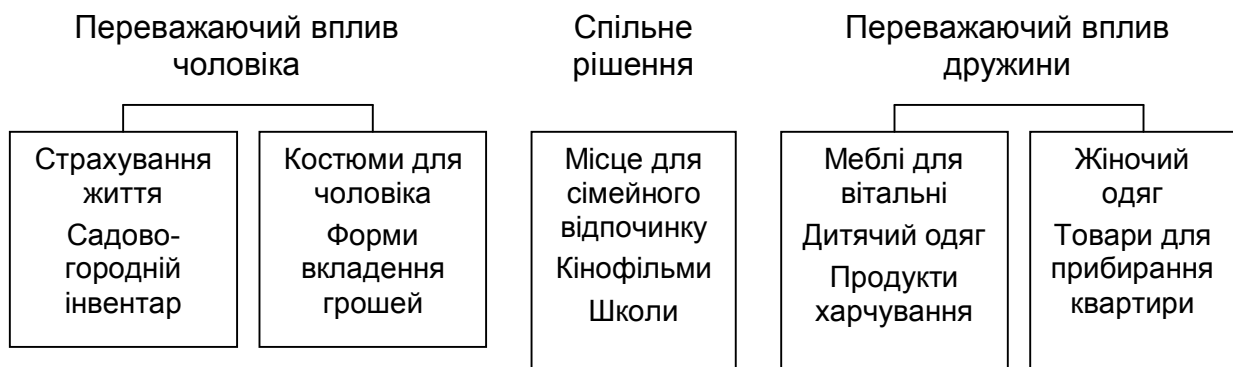 Переважаючий вплив
чоловіка
Спільне
рішення
Переважаючий вплив
дружини
Страхування
життя
Садово-
городній
інвентар
Костюми для
чоловіка
Форми
вкладення
грошей
Місце для
сімейного
відпочинку
Кінофільми
Школи
Меблі для
вітальні
Дитячий одяг
Продукти
харчування
Жіночий
одяг
Товари для
прибирання
квартири